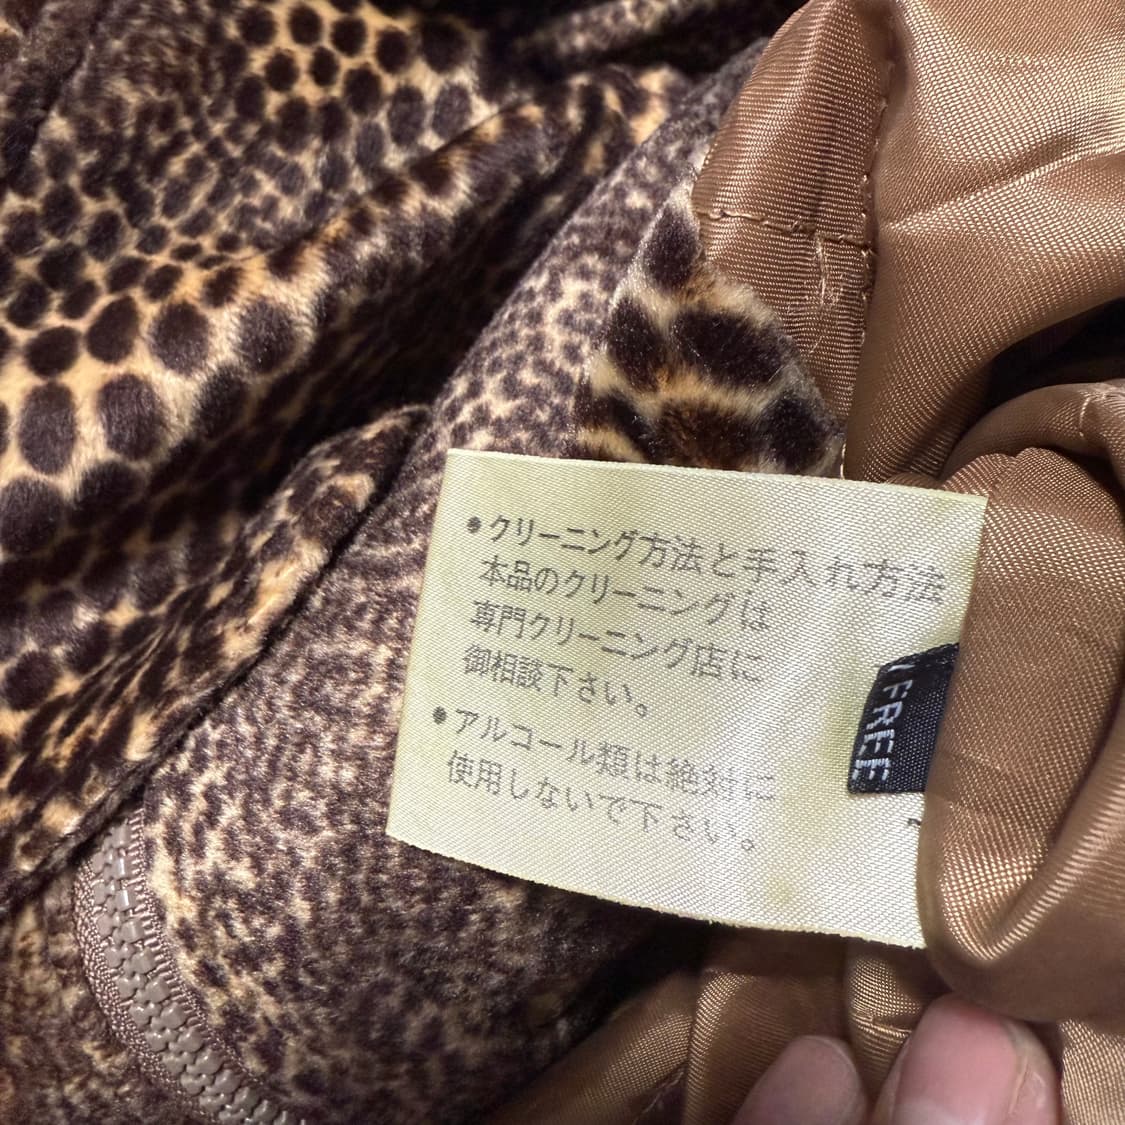 ●クリーニング方法と手入れ方法
本品のクリーニングは
専門クリーニング店に
御相談下さい。
●アルコール類は絶対に
使用しないで下さい。
FREE